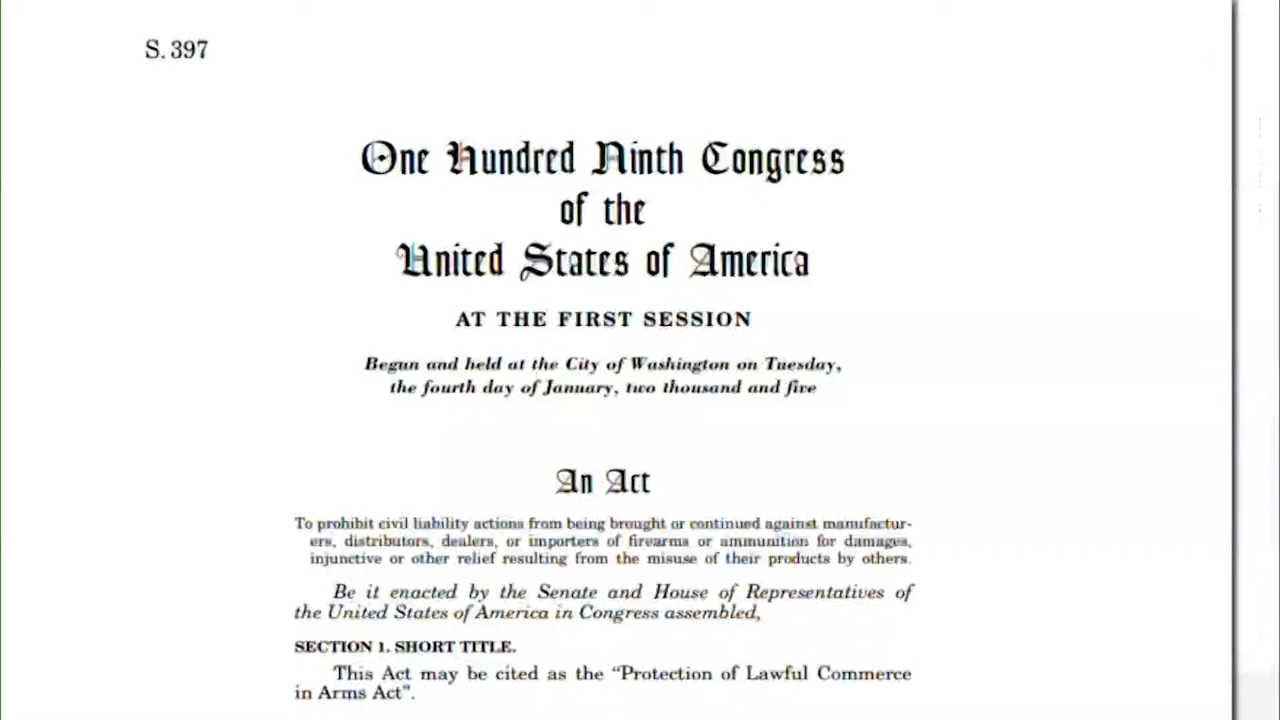 S. 397
One Hundred Ninth Congress
of the
United States of America
AT THE FIRST SESSION
Begun and held at the City of Washington on Tuesday,
the fourth day of January, two thousand and five
An Act
To prohibit civil liability actions from being brought or continued against manufactur-
ers, distributors, dealers, or importers of firearms or ammunition for damages,
injunctive or other relief resulting from the misuse of their products by others.
Be it enacted by the Senate and House of Representatives of
the United States of America in Congress assembled,
SECTION 1. SHORT TITLE.
This Act may be cited as the “Protection of Lawful Commerce
in Arms Act”.